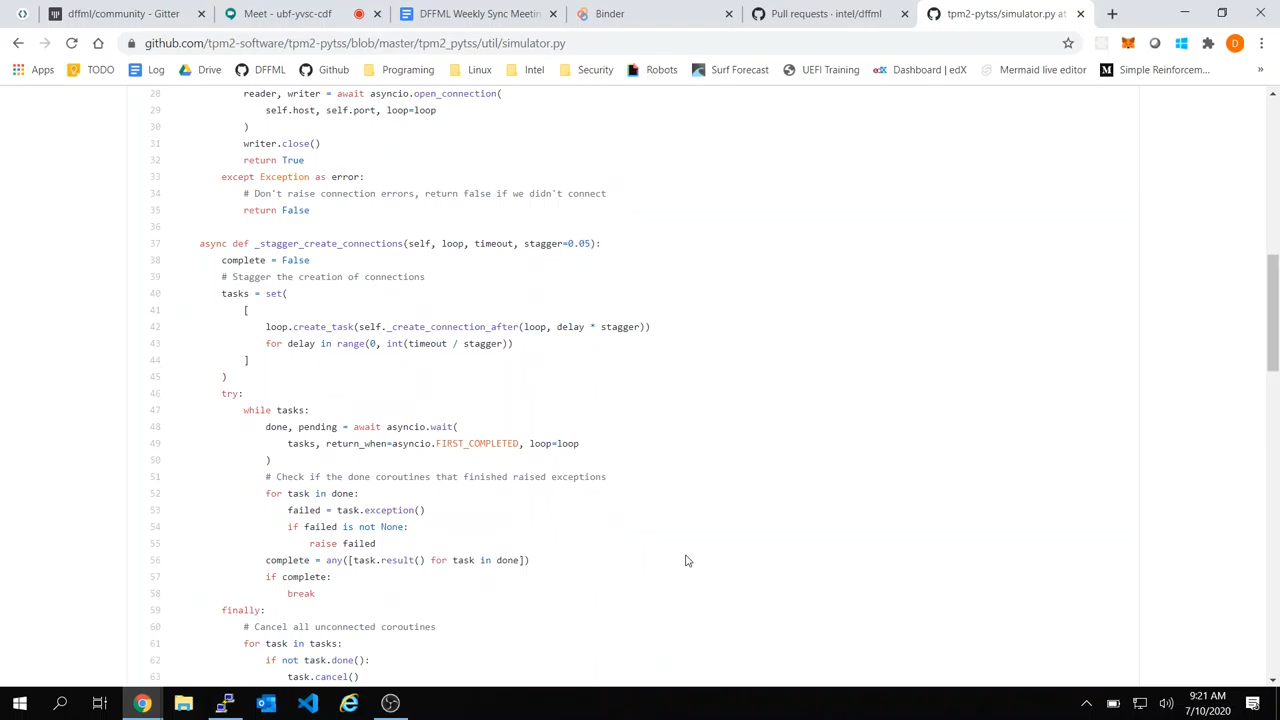 dffml/community - Gitter
Meet - ubf-yvsc-cdf
DFFML Weekly Sync Meetin
Binder
Pull requests · intel/dffml
tpm2-pytss/simulator.py at
github.com/tpm2-software/tpm2-pytss/blob/master/tpm2_pytss/util/simulator.py
D
Apps
TODO
Log
Drive
DFFML
Github
Programing
Linux
Intel
Security
Robots
Surf Forecast
UEFI Training
Dashboard | edX
Mermaid live editor
Simple Reinforcem...
»
28 reader, writer = await asyncio.open_connection(
29 self.host, self.port, loop=loop
30 )
31 writer.close()
32 return True
33 except Exception as error:
34 # Don't raise connection errors, return false if we didn't connect
35 return False
36
37 async def _stagger_create_connections(self, loop, timeout, stagger=0.05):
38 complete = False
39 # Stagger the creation of connections
40 tasks = set(
41 [
42 loop.create_task(self._create_connection_after(loop, delay * stagger))
43 for delay in range(0, int(timeout / stagger))
44 ]
45 )
46 try:
47 while tasks:
48 done, pending = await asyncio.wait(
49 tasks, return_when=asyncio.FIRST_COMPLETED, loop=loop
50 )
51 # Check if the done coroutines that finished raised exceptions
52 for task in done:
53 failed = task.exception()
54 if failed is not None:
55 raise failed
56 complete = any([task.result() for task in done])
57 if complete:
58 break
59 finally:
60 # Cancel all unconnected coroutines
61 for task in tasks:
62 if not task.done():
63 task.cancel()
9:21 AM
7/10/2020